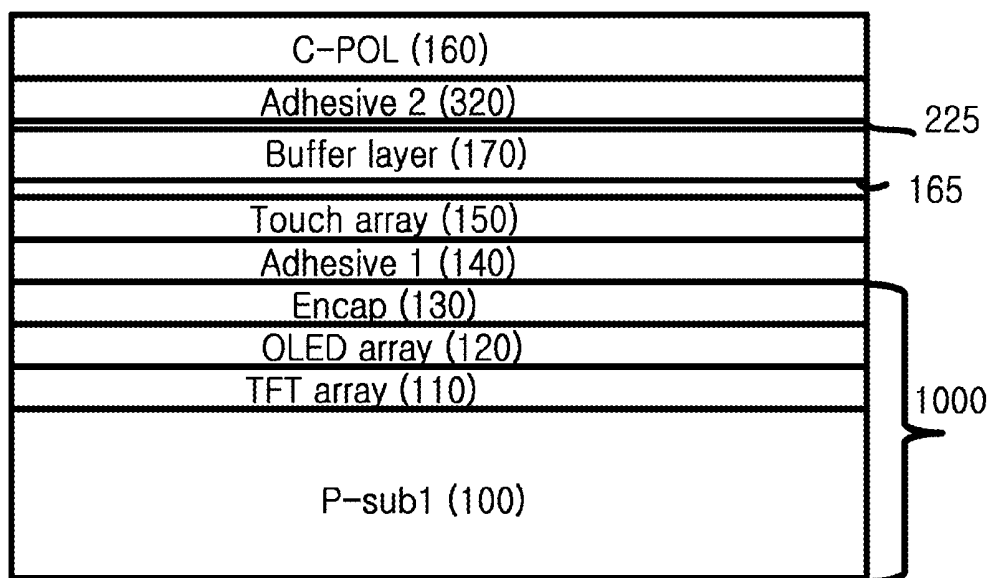 C-POL (160)
Adhesive 2 (320)
225
Buffer layer (170)
165
Touch array (150)
Adhesive 1 (140)
Encap (130)
OLED array (120)
TFT array (110)
1000
P-sub1 (100)